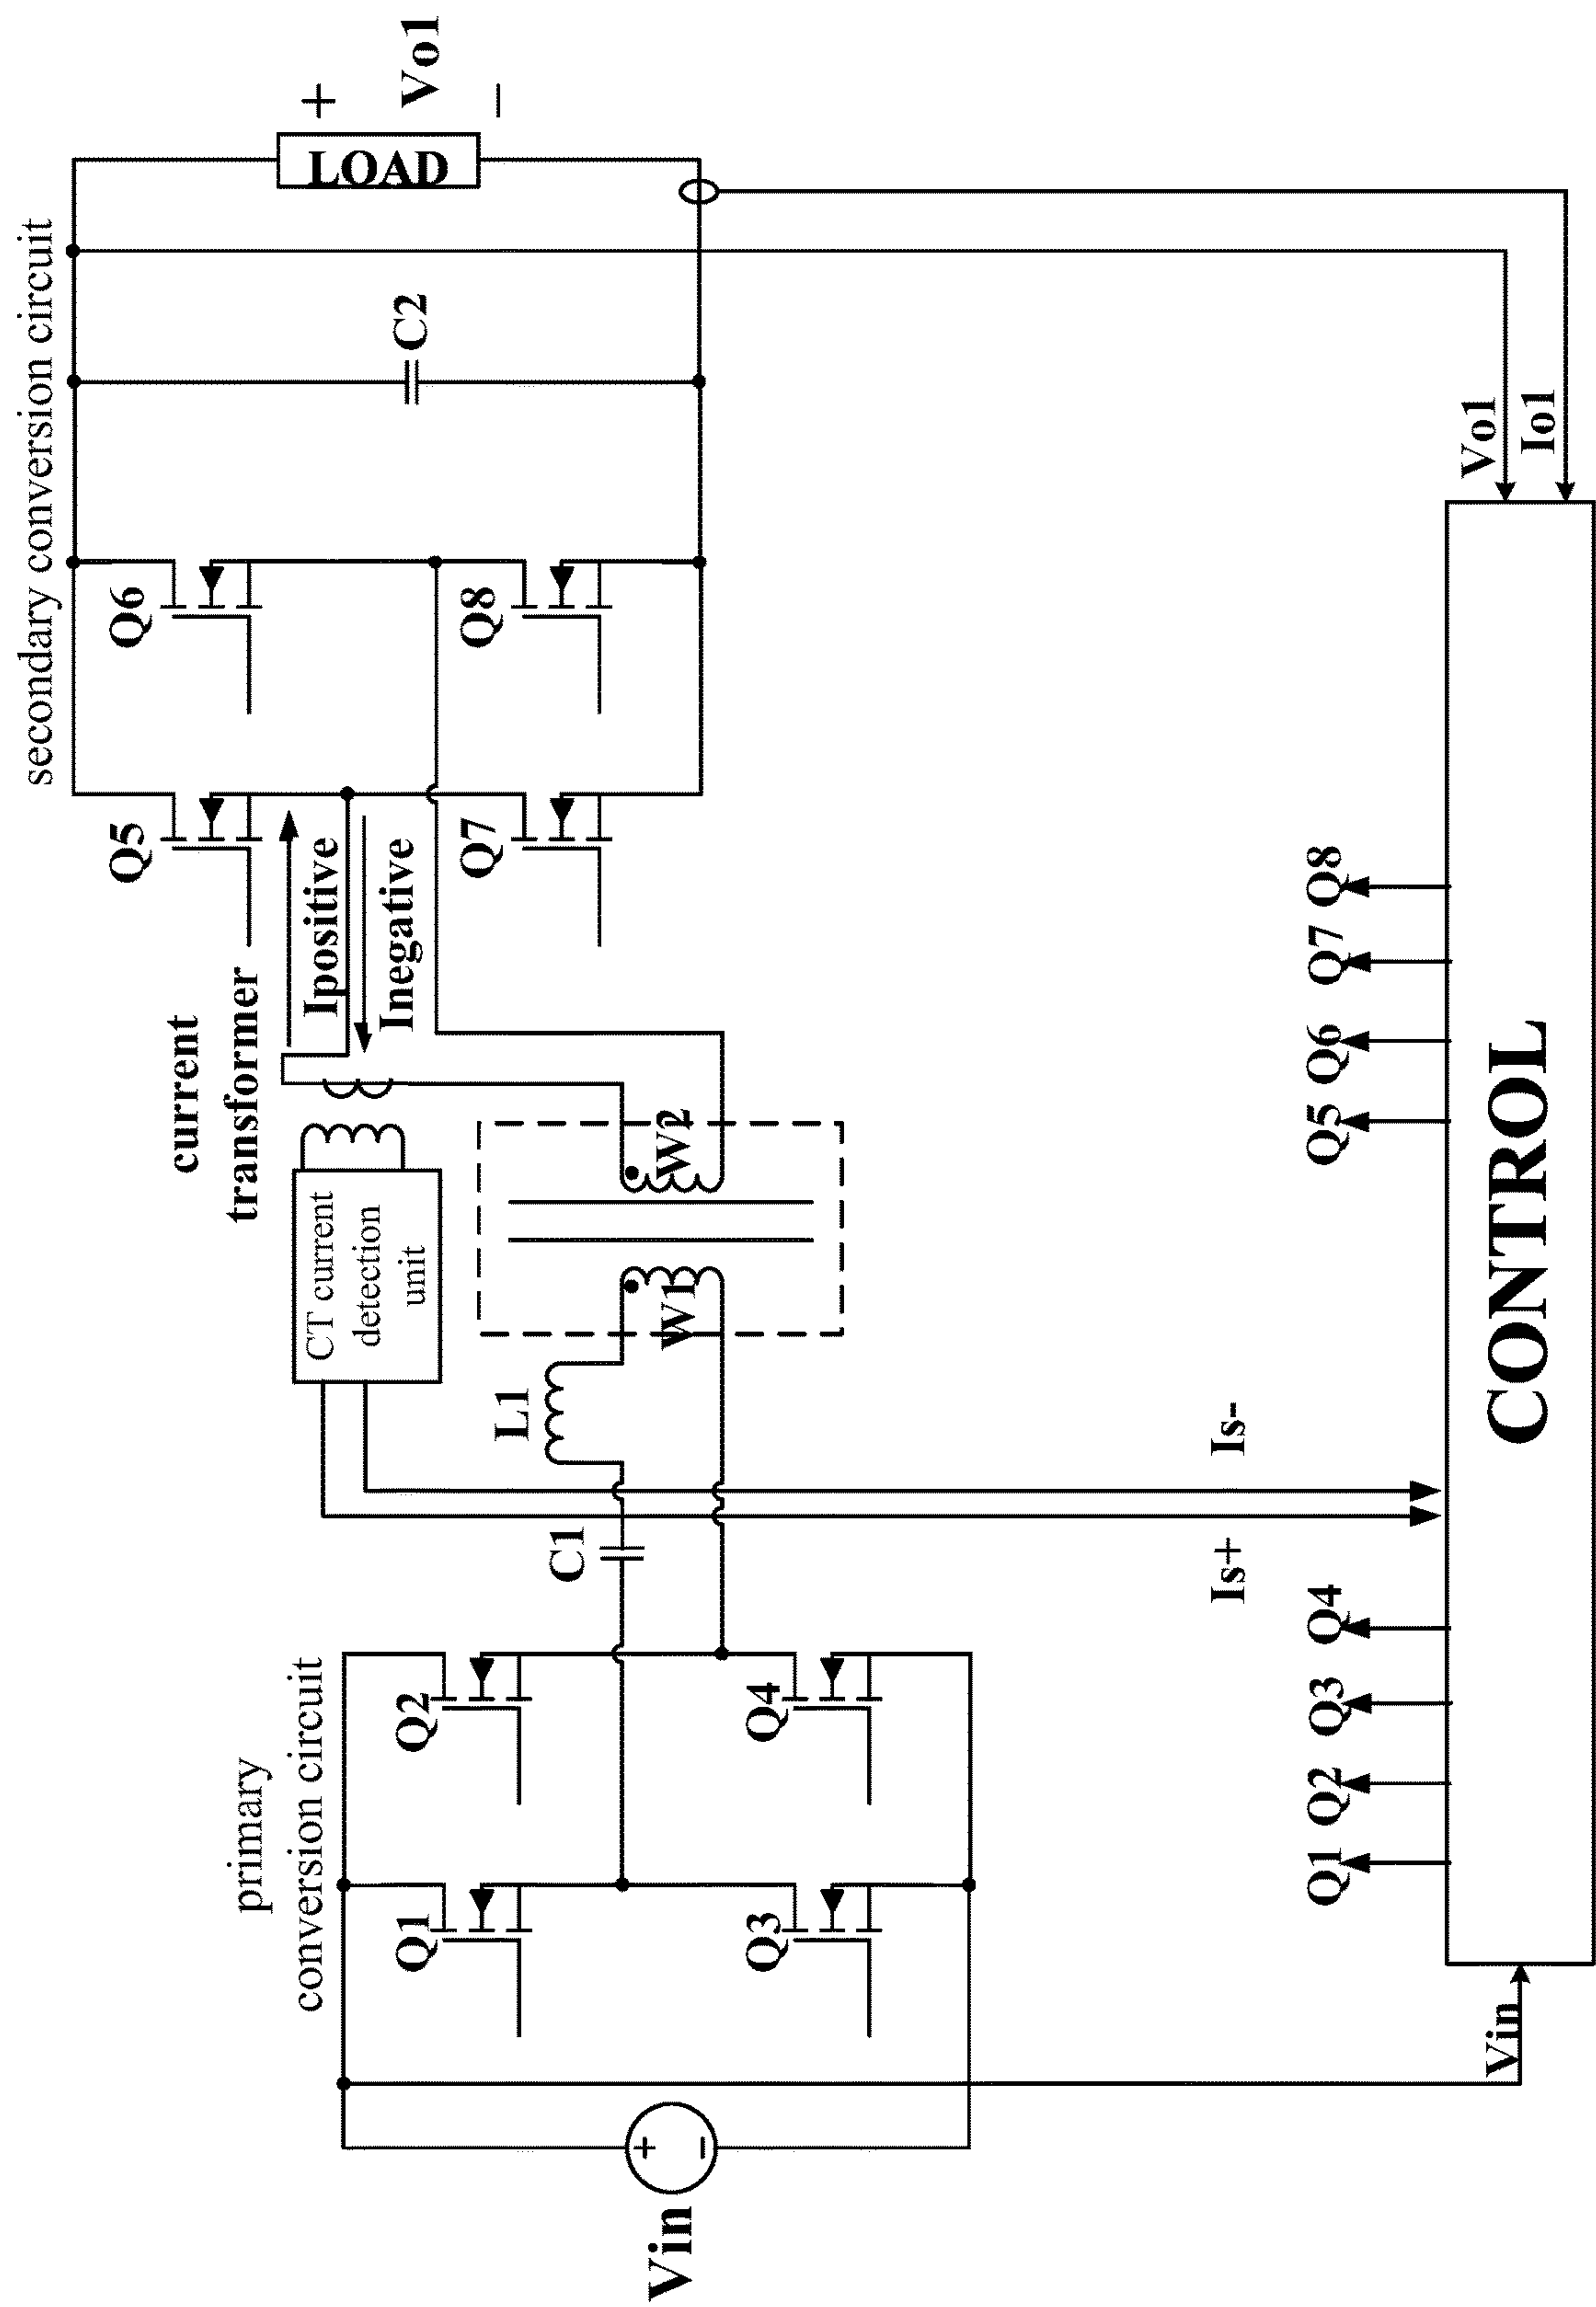 secondary conversion circuit
primary
conversion circuit
current
transformer
CT current
detection
unit
Q5
Q6
Ipositive
Inegative
Q7
Q8
C2
LOAD
+
Vo1
−
Q1
Q2
Q3
Q4
C1
L1
W1
W2
Vin
+
−
Is+
Is-
Q1
Q2
Q3
Q4
Q5
Q6
Q7
Q8
Vin
CONTROL
Vo1
Io1